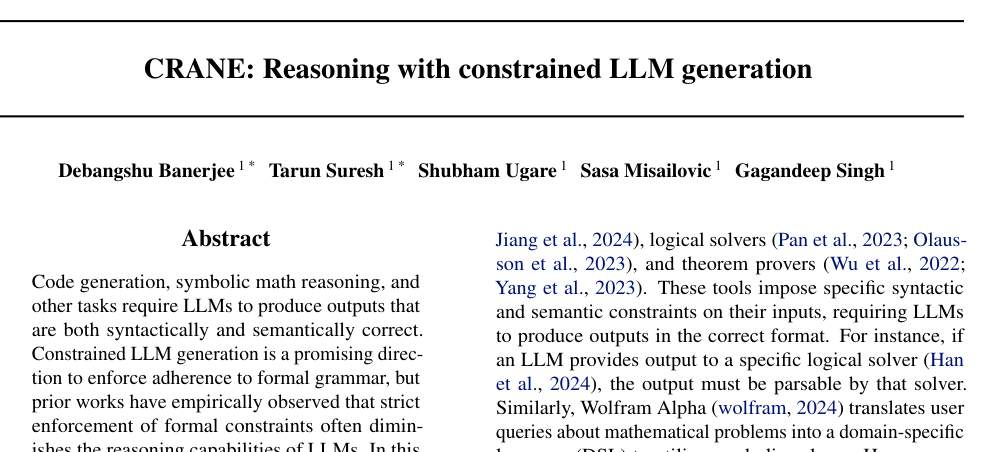 CRANE: Reasoning with constrained LLM generation
Debangshu Banerjee 1 * Tarun Suresh 1 * Shubham Ugare 1 Sasa Misailovic 1 Gagandeep Singh 1
Abstract
Code generation, symbolic math reasoning, and
other tasks require LLMs to produce outputs that
are both syntactically and semantically correct.
Constrained LLM generation is a promising direc-
tion to enforce adherence to formal grammar, but
prior works have empirically observed that strict
enforcement of formal constraints often dimin-
ishes the reasoning capabilities of LLMs. In this
Jiang et al., 2024), logical solvers (Pan et al., 2023; Olaus-
son et al., 2023), and theorem provers (Wu et al., 2022;
Yang et al., 2023). These tools impose specific syntactic
and semantic constraints on their inputs, requiring LLMs
to produce outputs in the correct format. For instance, if
an LLM provides output to a specific logical solver (Han
et al., 2024), the output must be parsable by that solver.
Similarly, Wolfram Alpha (wolfram, 2024) translates user
queries about mathematical problems into a domain-specific